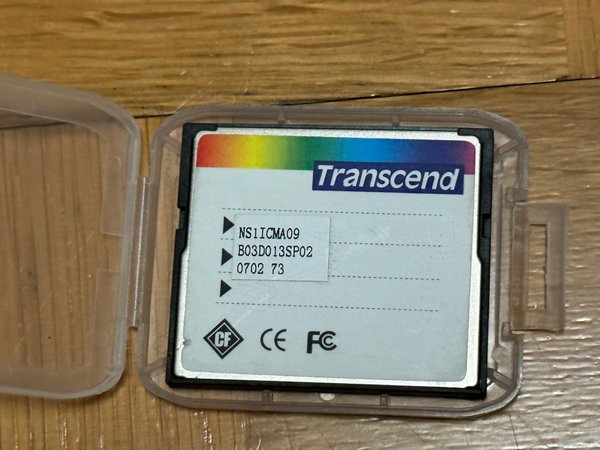 Transcend
NS1ICMA09
B03D013SP02
0702 73
CF CE FC